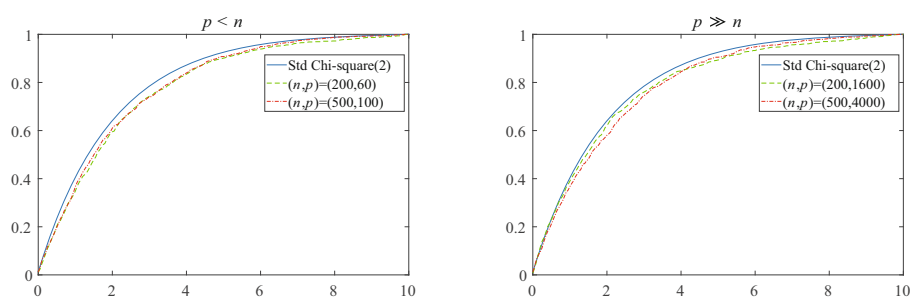 p < n
1
0.8
0.6
0.4
0.2
0
0 2 4 6 8 10
Std Chi-square(2)
(n,p)=(200,60)
(n,p)=(500,100)
p ≫ n
1
0.8
0.6
0.4
0.2
0
0 2 4 6 8 10
Std Chi-square(2)
(n,p)=(200,1600)
(n,p)=(500,4000)